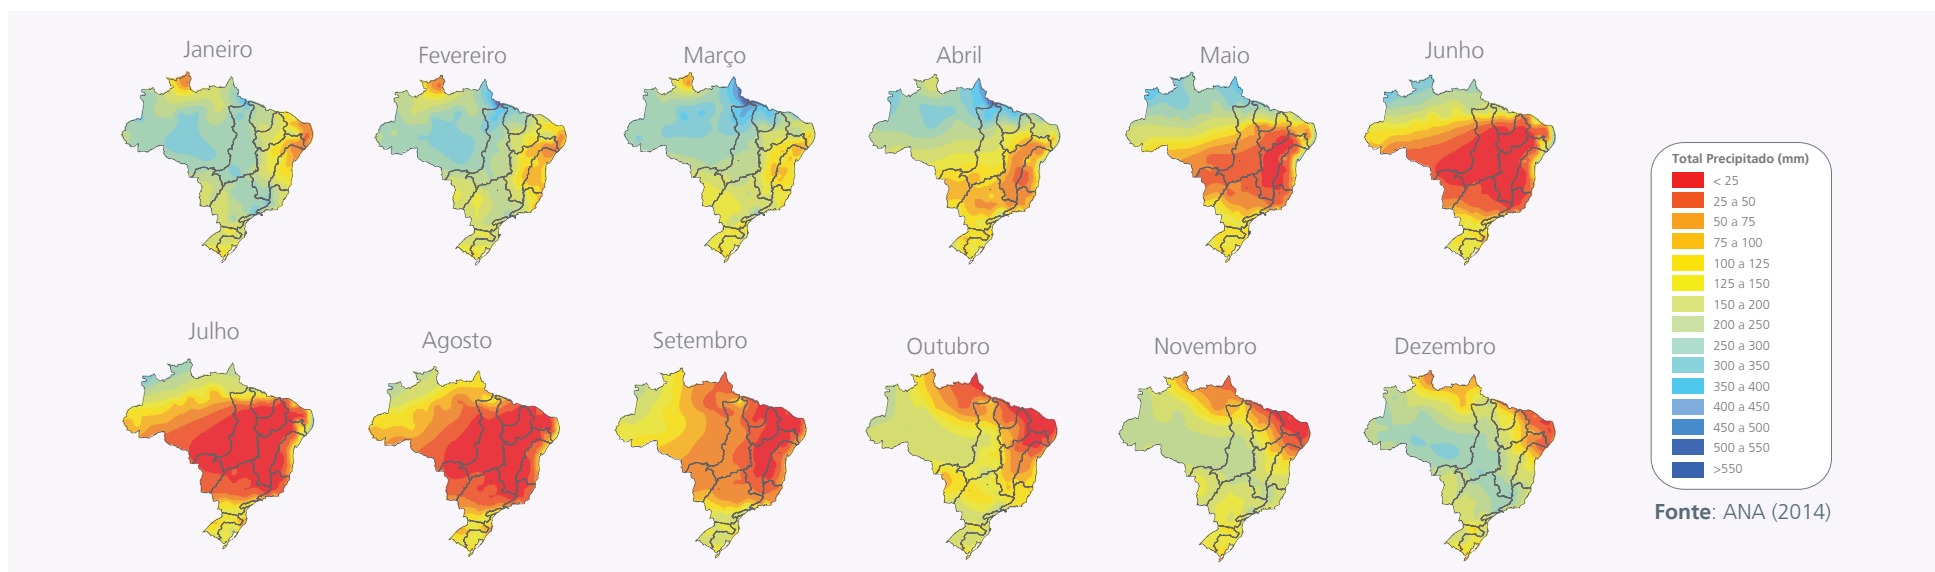 Janeiro
Fevereiro
Março
Abril
Maio
Junho
Julho
Agosto
Setembro
Outubro
Novembro
Dezembro
Total Precipitado (mm)
< 25
25 a 50
50 a 75
75 a 100
100 a 125
125 a 150
150 a 200
200 a 250
250 a 300
300 a 350
350 a 400
400 a 450
450 a 500
500 a 550
>550
Fonte: ANA (2014)